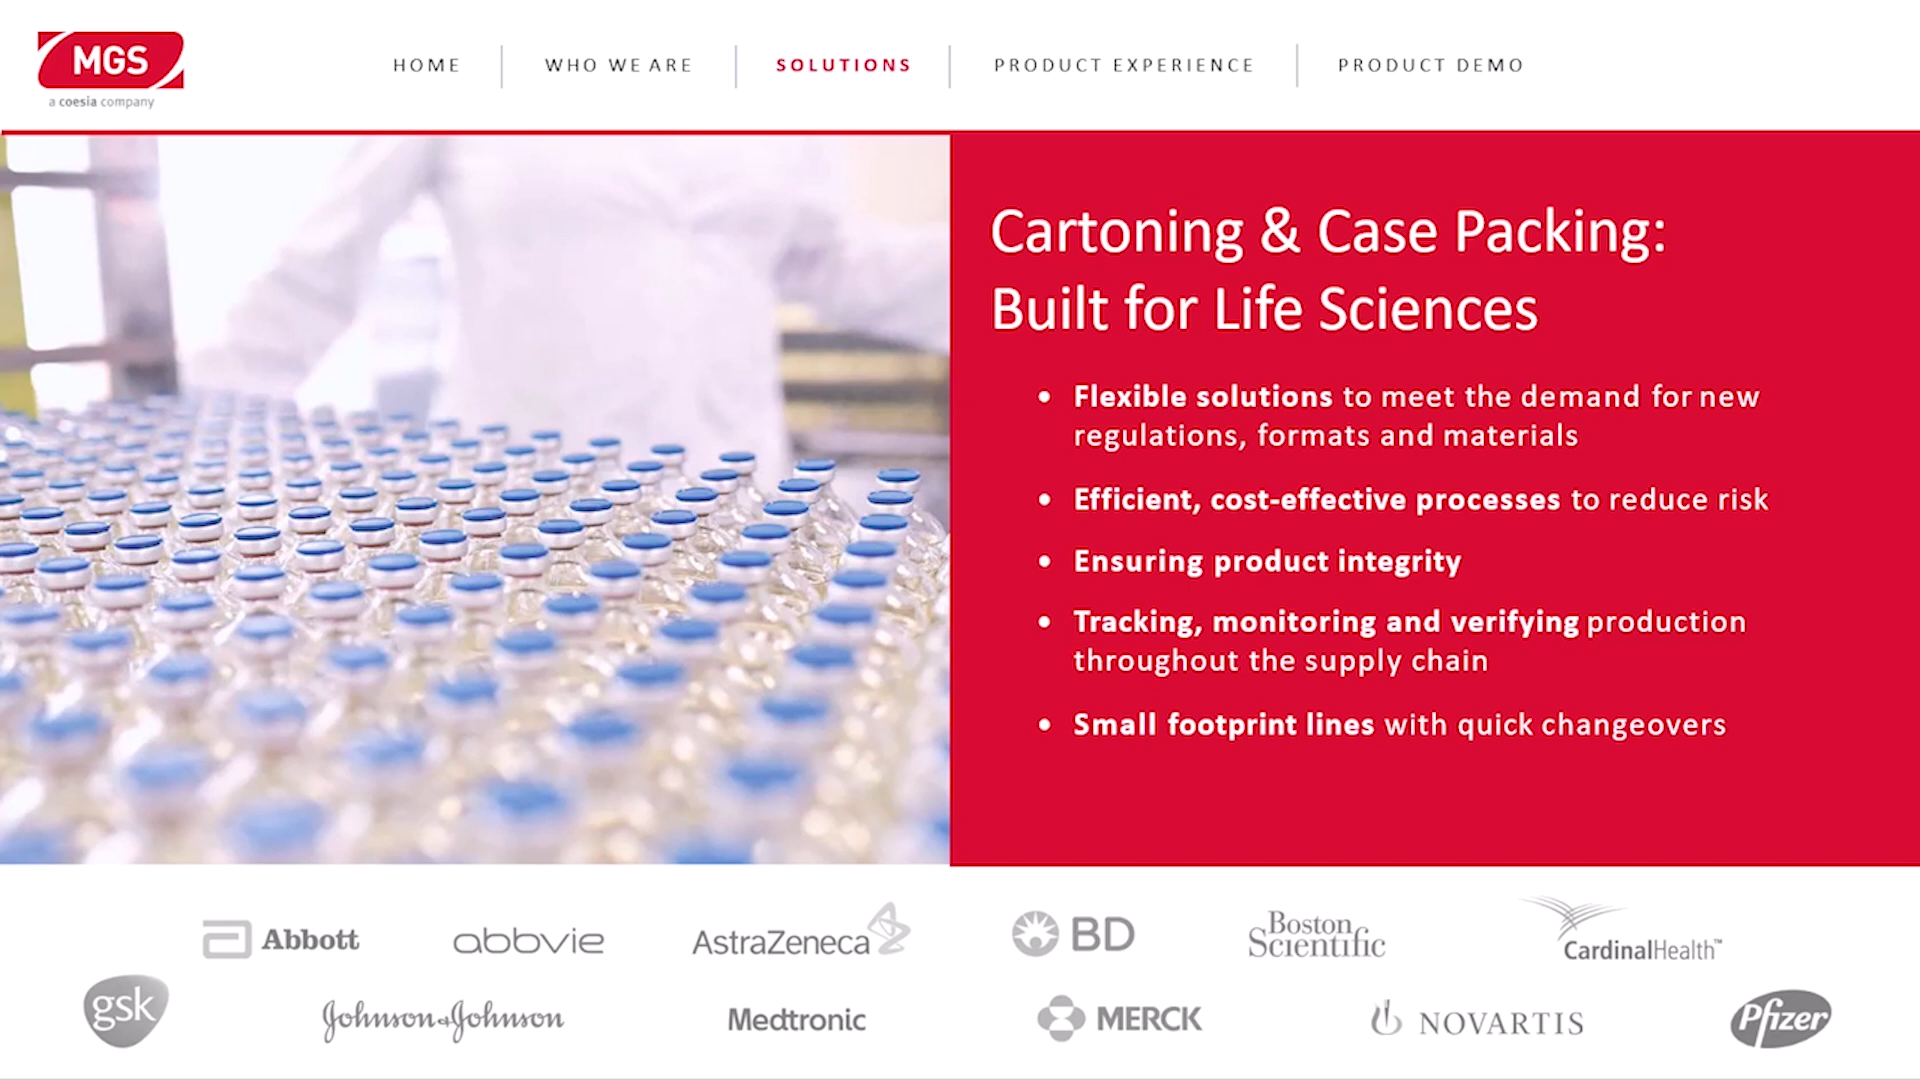 MGS
a coesia company
HOME
WHO WE ARE
SOLUTIONS
PRODUCT EXPERIENCE
PRODUCT DEMO
Cartoning & Case Packing:
Built for Life Sciences
• Flexible solutions to meet the demand for new
regulations, formats and materials
• Efficient, cost-effective processes to reduce risk
• Ensuring product integrity
• Tracking, monitoring and verifying production
throughout the supply chain
• Small footprint lines with quick changeovers
Abbott
abbvie
AstraZeneca
BD
Boston
Scientific
CardinalHealth™
gsk
Johnson & Johnson
Medtronic
MERCK
NOVARTIS
Pfizer